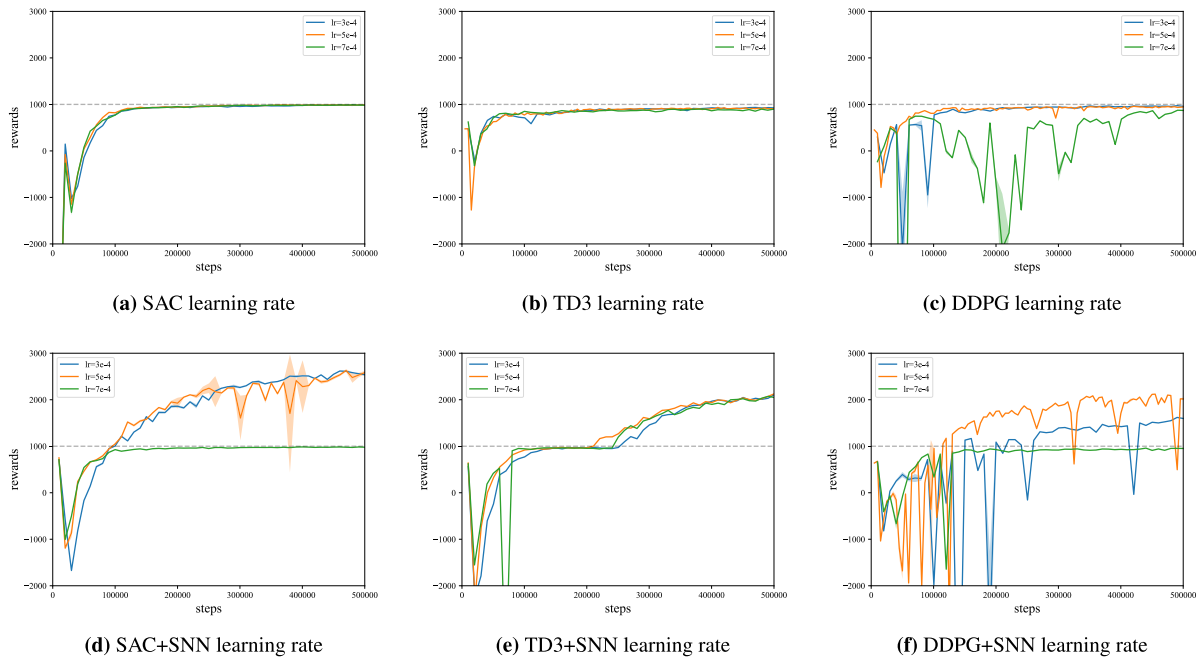 3000
2000
1000
0
−1000
−2000
rewards
0
100000
200000
300000
400000
500000
steps
lr=3e-4
lr=5e-4
lr=7e-4
(a) SAC learning rate
3000
2000
1000
0
−1000
−2000
rewards
0
100000
200000
300000
400000
500000
steps
lr=3e-4
lr=5e-4
lr=7e-4
(b) TD3 learning rate
3000
2000
1000
0
−1000
−2000
rewards
0
100000
200000
300000
400000
500000
steps
lr=3e-4
lr=5e-4
lr=7e-4
(c) DDPG learning rate
3000
2000
1000
0
−1000
−2000
rewards
0
100000
200000
300000
400000
500000
steps
lr=3e-4
lr=5e-4
lr=7e-4
(d) SAC+SNN learning rate
3000
2000
1000
0
−1000
−2000
rewards
0
100000
200000
300000
400000
500000
steps
lr=3e-4
lr=5e-4
lr=7e-4
(e) TD3+SNN learning rate
3000
2000
1000
0
−1000
−2000
rewards
0
100000
200000
300000
400000
500000
steps
lr=3e-4
lr=5e-4
lr=7e-4
(f) DDPG+SNN learning rate